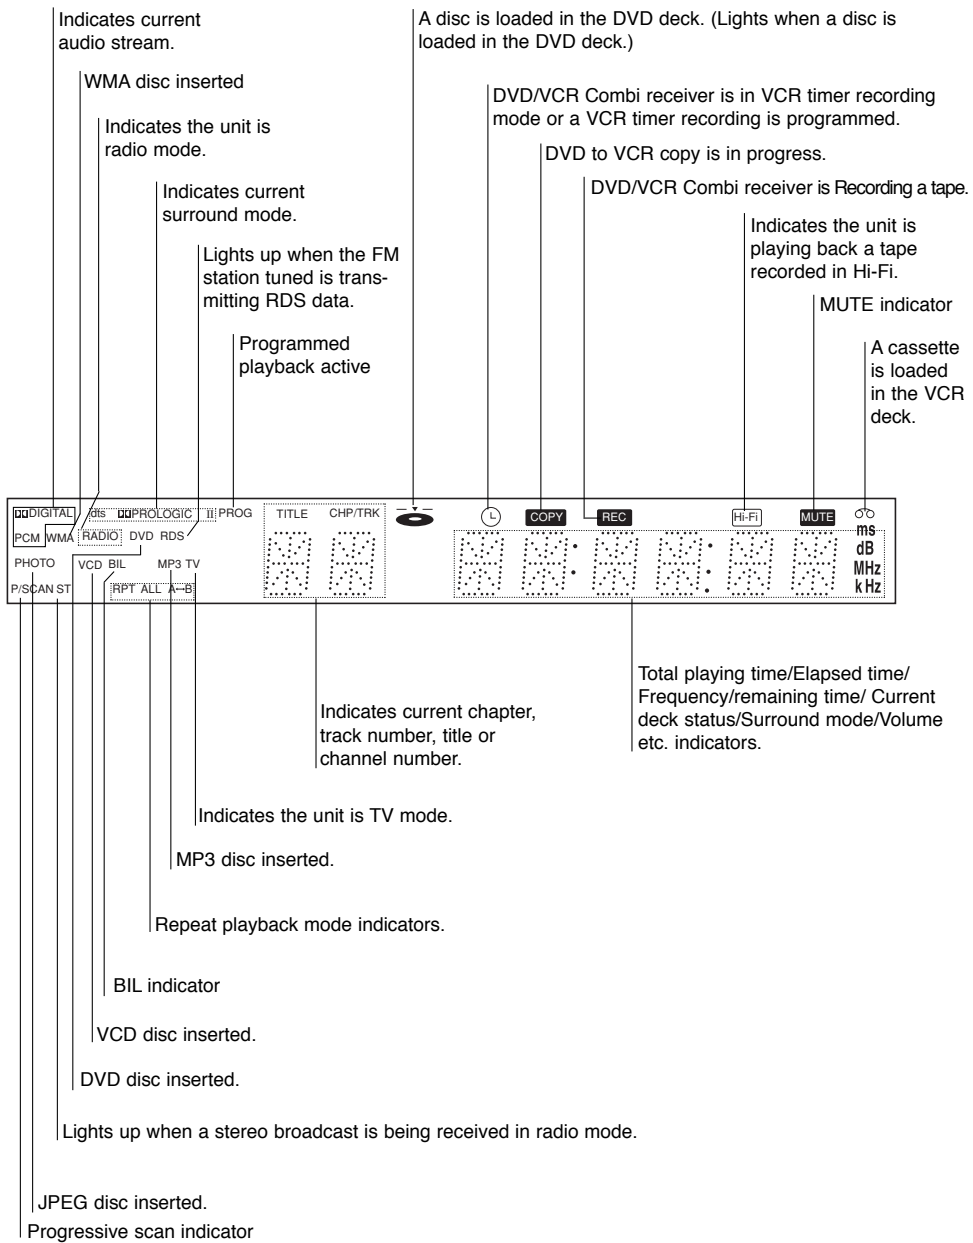 Indicates current
audio stream.
WMA disc inserted
Indicates the unit is
radio mode.
Indicates current
surround mode.
Lights up when the FM
station tuned is trans-
mitting RDS data.
Programmed
playback active
A disc is loaded in the DVD deck. (Lights when a disc is
loaded in the DVD deck.)
DVD/VCR Combi receiver is in VCR timer recording
mode or a VCR timer recording is programmed.
DVD to VCR copy is in progress.
DVD/VCR Combi receiver is Recording a tape.
Indicates the unit is
playing back a tape
recorded in Hi-Fi.
MUTE indicator
A cassette
is loaded
in the VCR
deck.
DIGITAL dts PROLOGIC II PROG TITLE CHP/TRK COPY REC Hi-Fi MUTE
PCM WMA RADIO DVD RDS ms
PHOTO VCD BIL MP3 TV dB
MHz
P/SCAN ST RPT ALL A↔B kHz
Indicates current chapter,
track number, title or
channel number.
Total playing time/Elapsed time/
Frequency/remaining time/ Current
deck status/Surround mode/Volume
etc. indicators.
Indicates the unit is TV mode.
MP3 disc inserted.
Repeat playback mode indicators.
BIL indicator
VCD disc inserted.
DVD disc inserted.
Lights up when a stereo broadcast is being received in radio mode.
JPEG disc inserted.
Progressive scan indicator